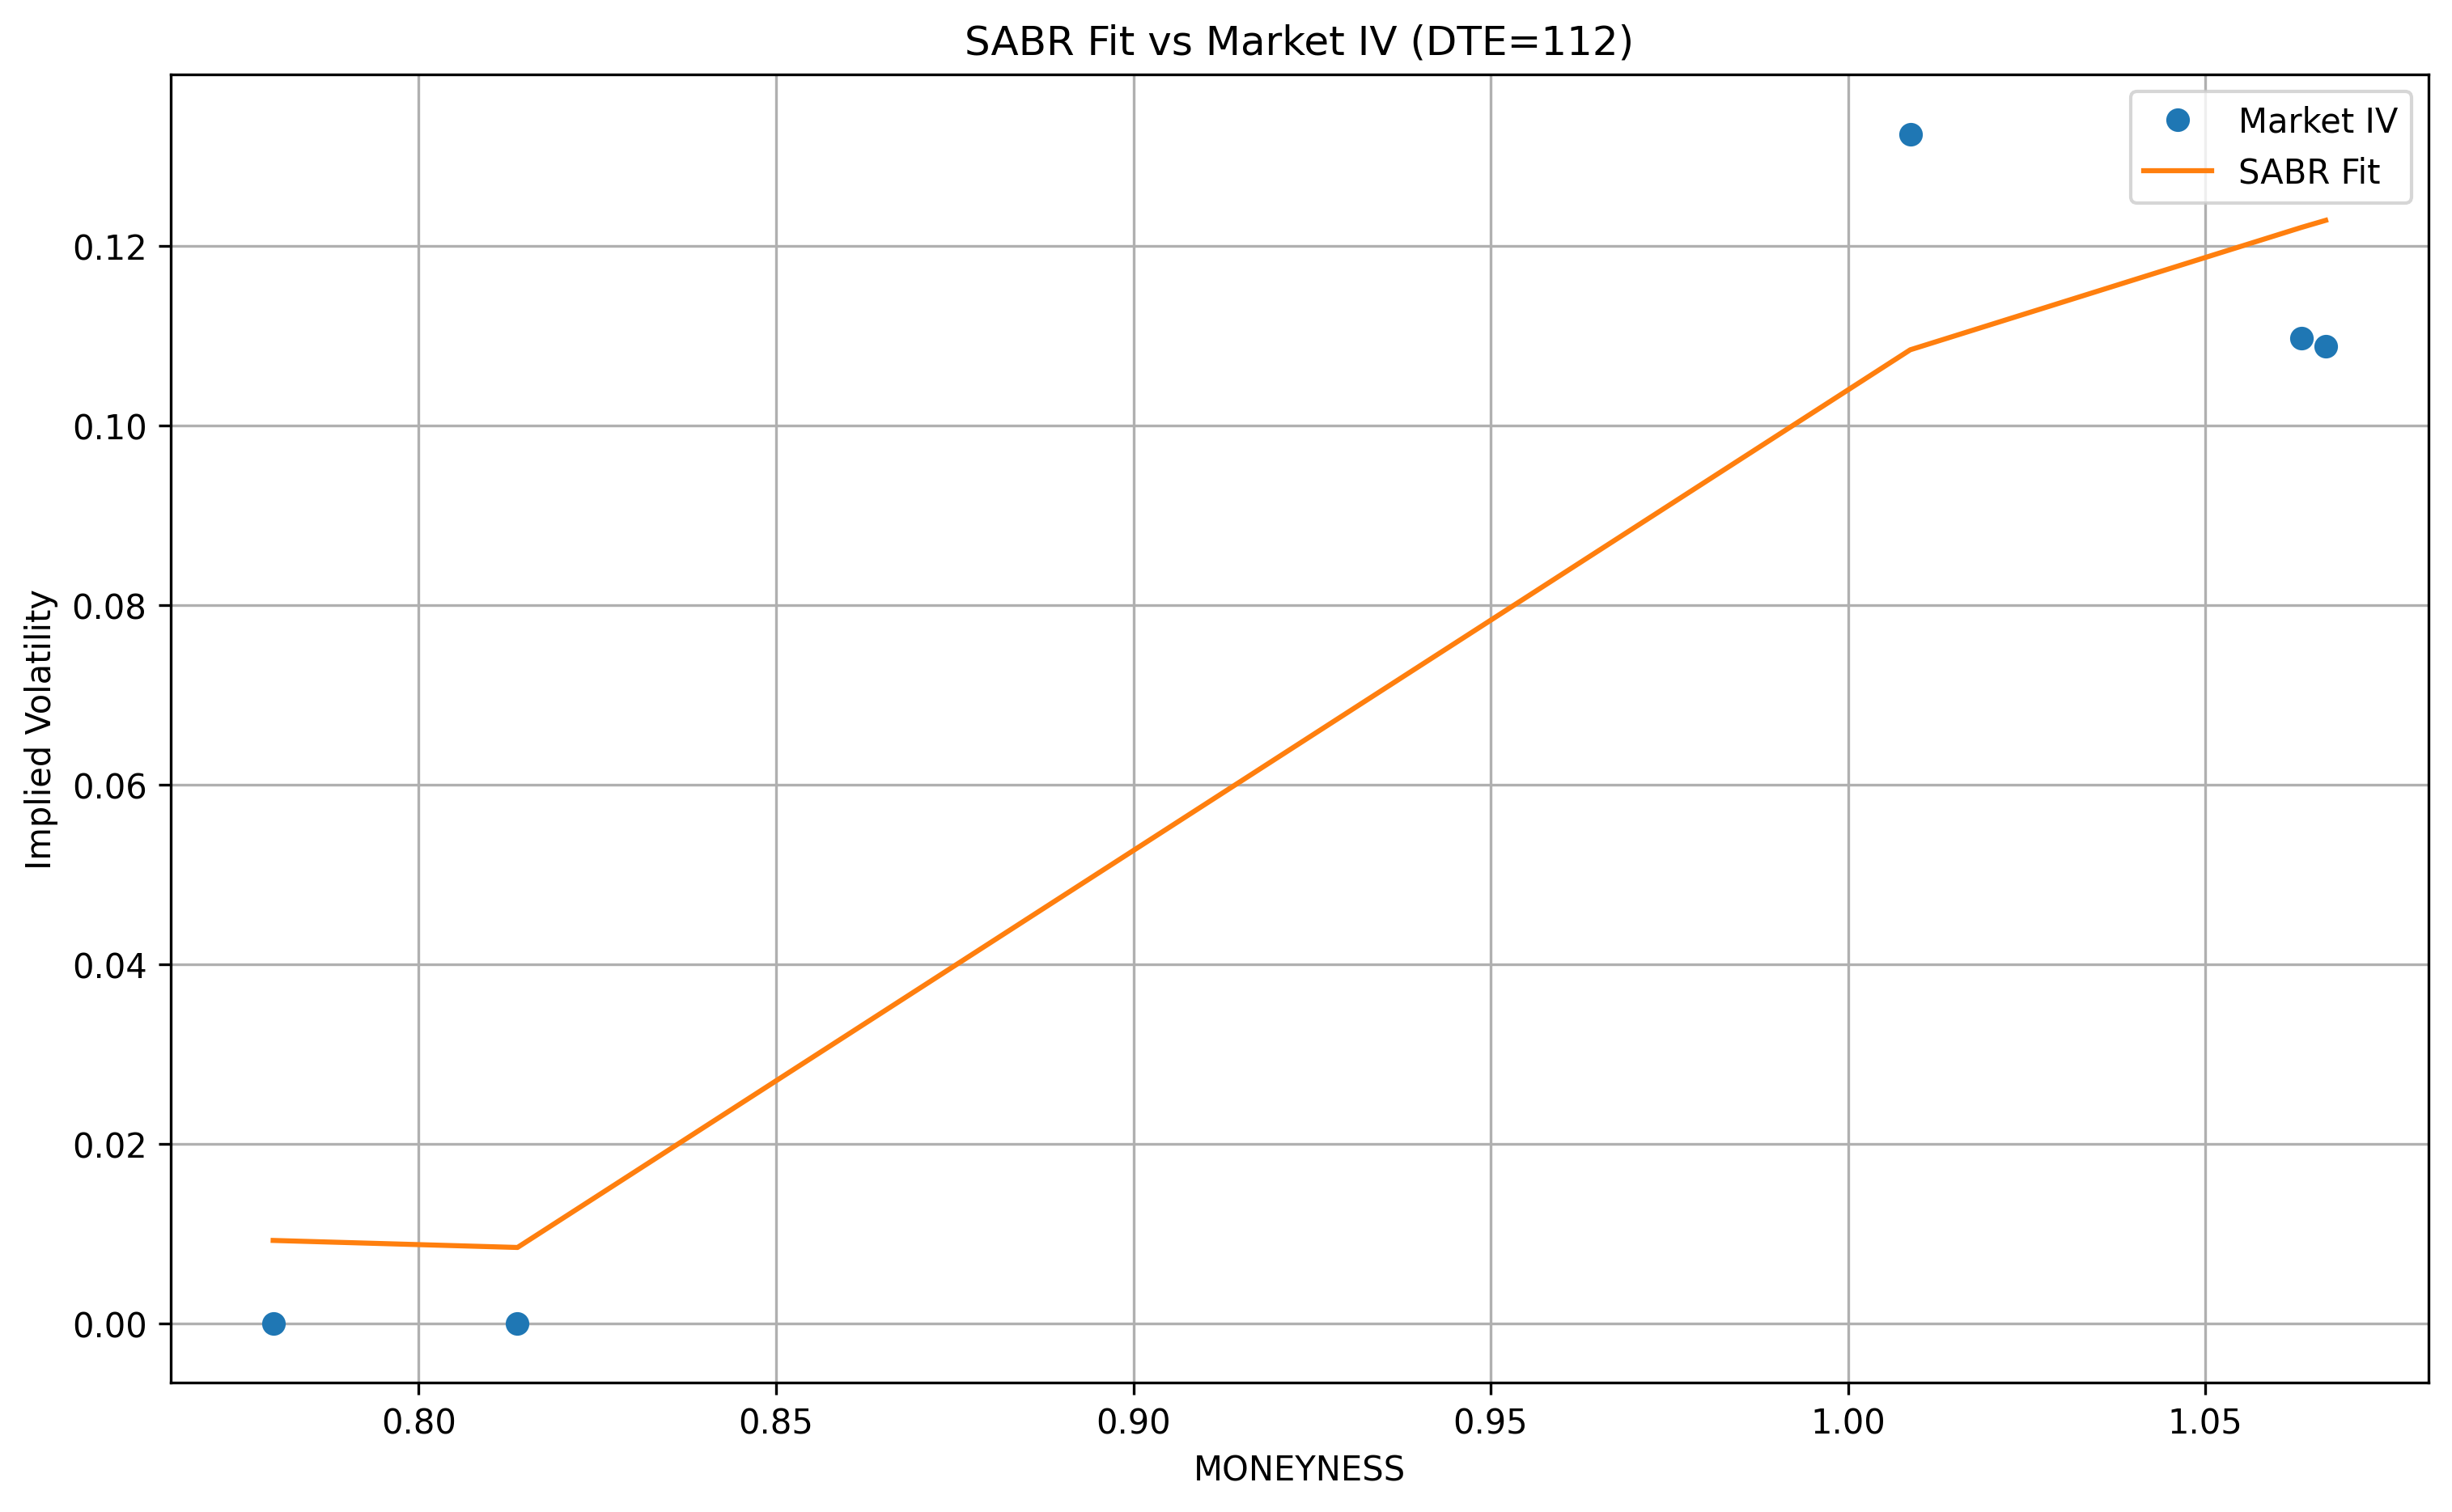 SABR Fit vs Market IV (DTE=112)
Market IV
SABR Fit
Implied Volatility
0.12
0.10
0.08
0.06
0.04
0.02
0.00
0.80
0.85
0.90
0.95
1.00
1.05
MONEYNESS